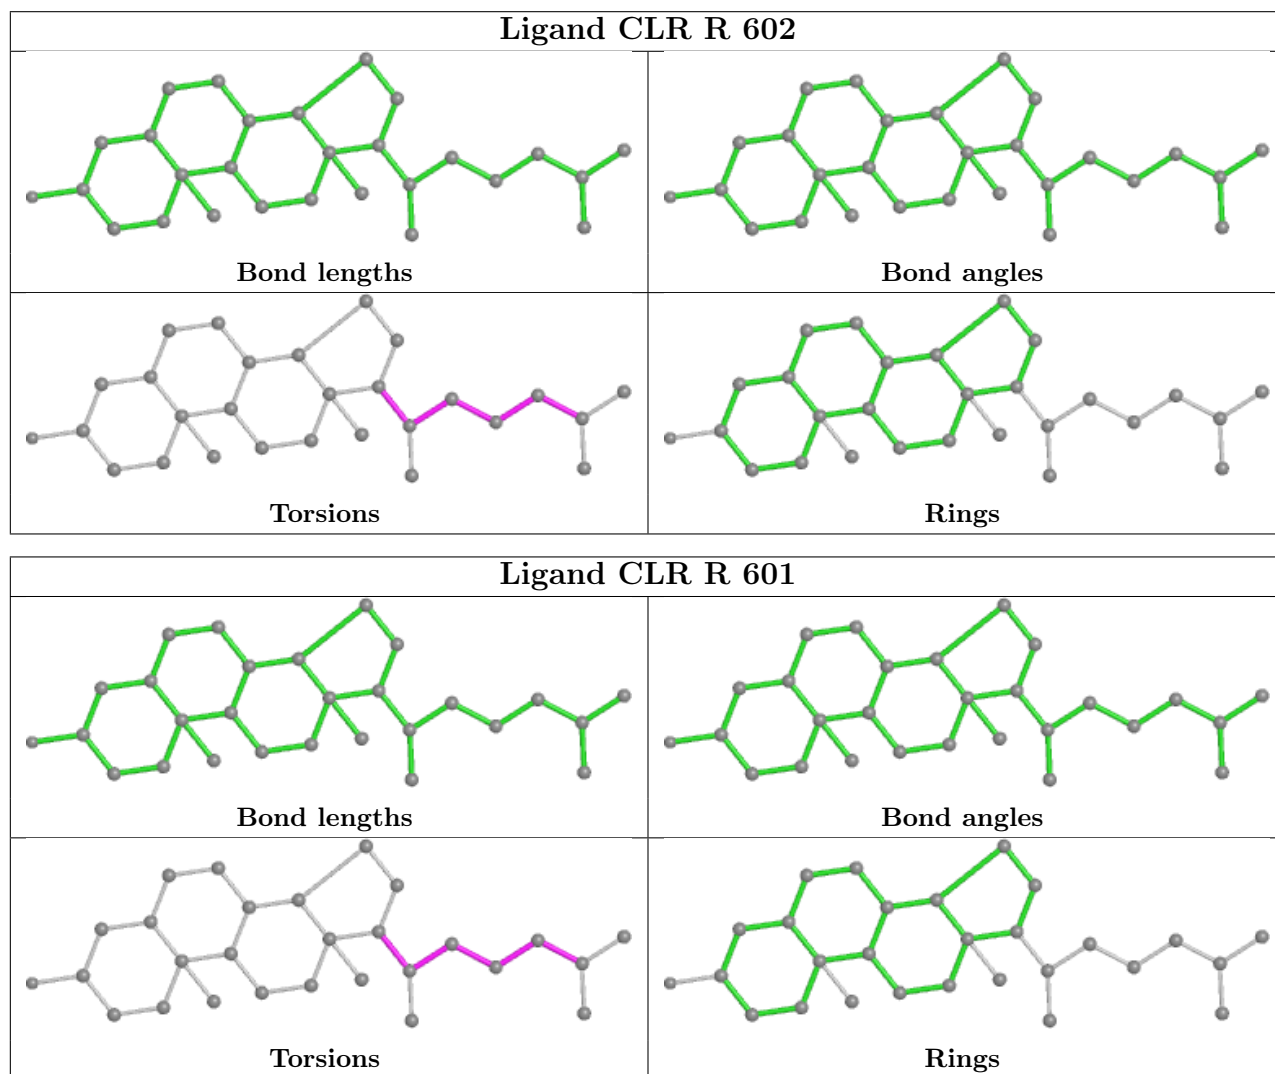 Ligand CLR R 602
Bond lengths
Bond angles
Torsions
Rings
Ligand CLR R 601
Bond lengths
Bond angles
Torsions
Rings